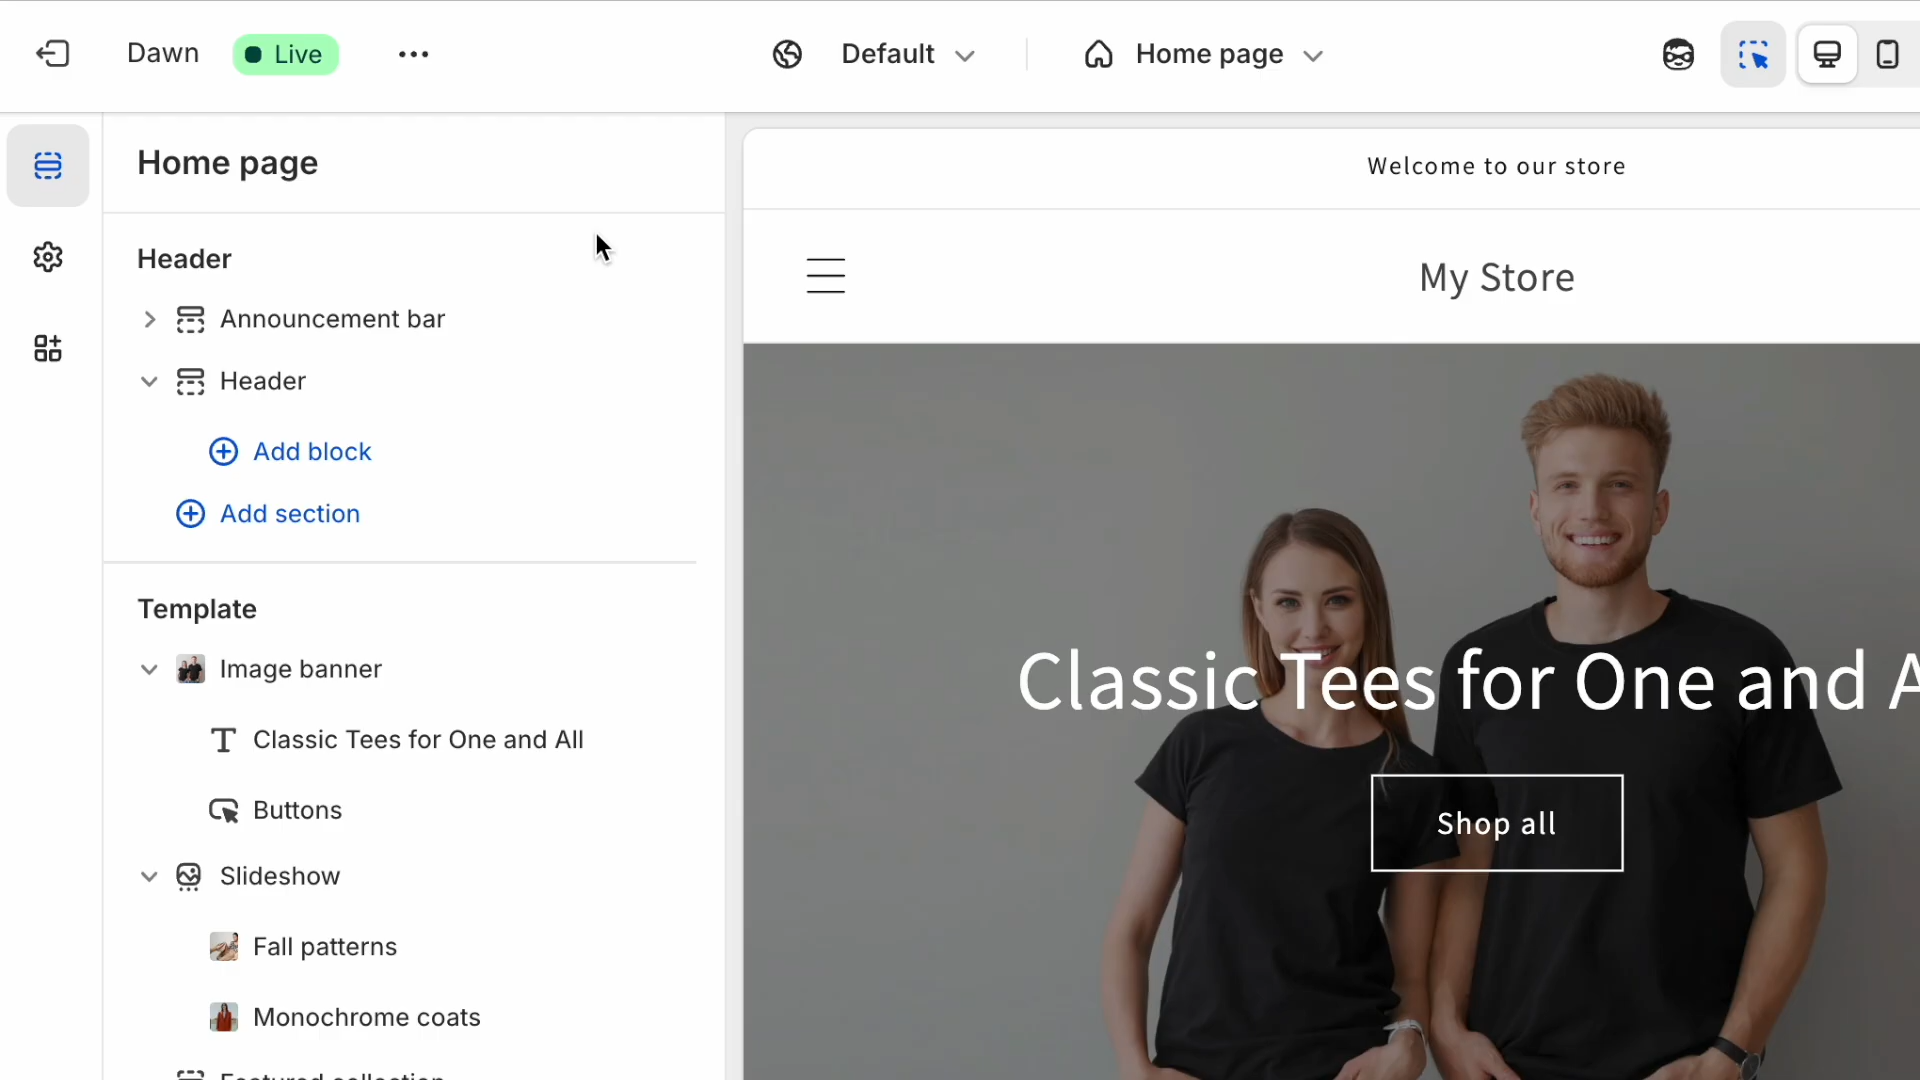 Dawn
Live
Default
Home page
Home page
Header
Announcement bar
Header
Add block
Add section
Template
Image banner
Classic Tees for One and All
Buttons
Slideshow
Fall patterns
Monochrome coats
Featured collection
Welcome to our store
My Store
Classic Tees for One and A
Shop all